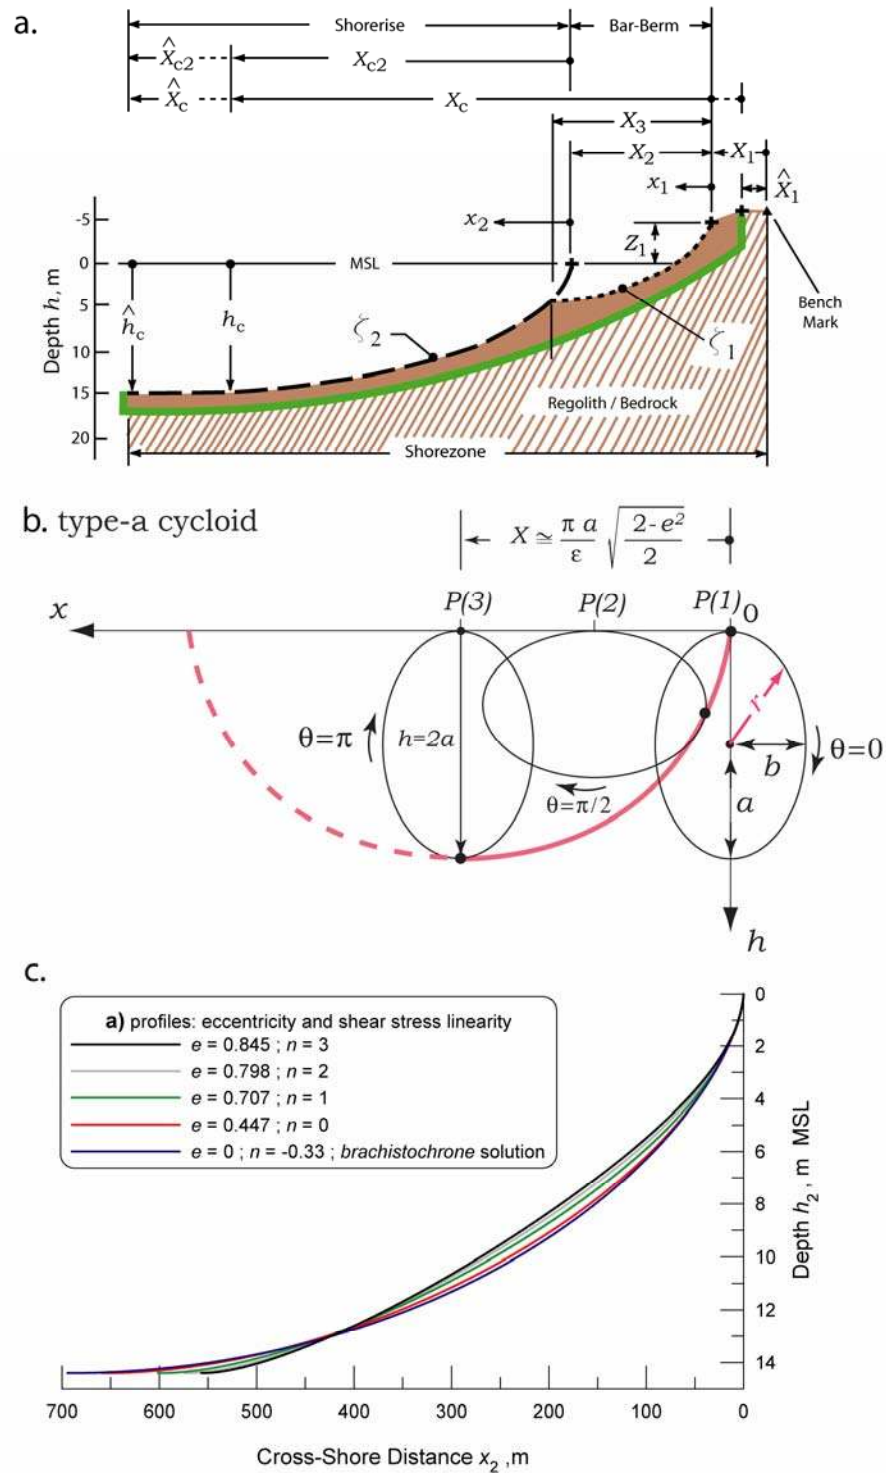 a.
Shorerise
Bar-Berm
X̂c2
Xc2
X̂c
Xc
X3
X2
X1
x1
X̂1
x2
Z1
-5
0
5
10
15
20
Depth h, m
MSL
ĥc
hc
ζ2
ζ1
Bench
Mark
Regolith / Bedrock
Shorezone
b. type-a cycloid
X ≅ π a / ε √ 2-e² / 2
x
P(3)
P(2)
P(1)
0
r
θ=π
h=2a
θ=π/2
b
θ=0
a
h
c.
a) profiles: eccentricity and shear stress linearity
e = 0.845 ; n = 3
e = 0.798 ; n = 2
e = 0.707 ; n = 1
e = 0.447 ; n = 0
e = 0 ; n = -0.33 ; brachistochrone solution
0
2
4
6
8
10
12
14
Depth h2 , m MSL
700 600 500 400 300 200 100 0
Cross-Shore Distance x2 ,m